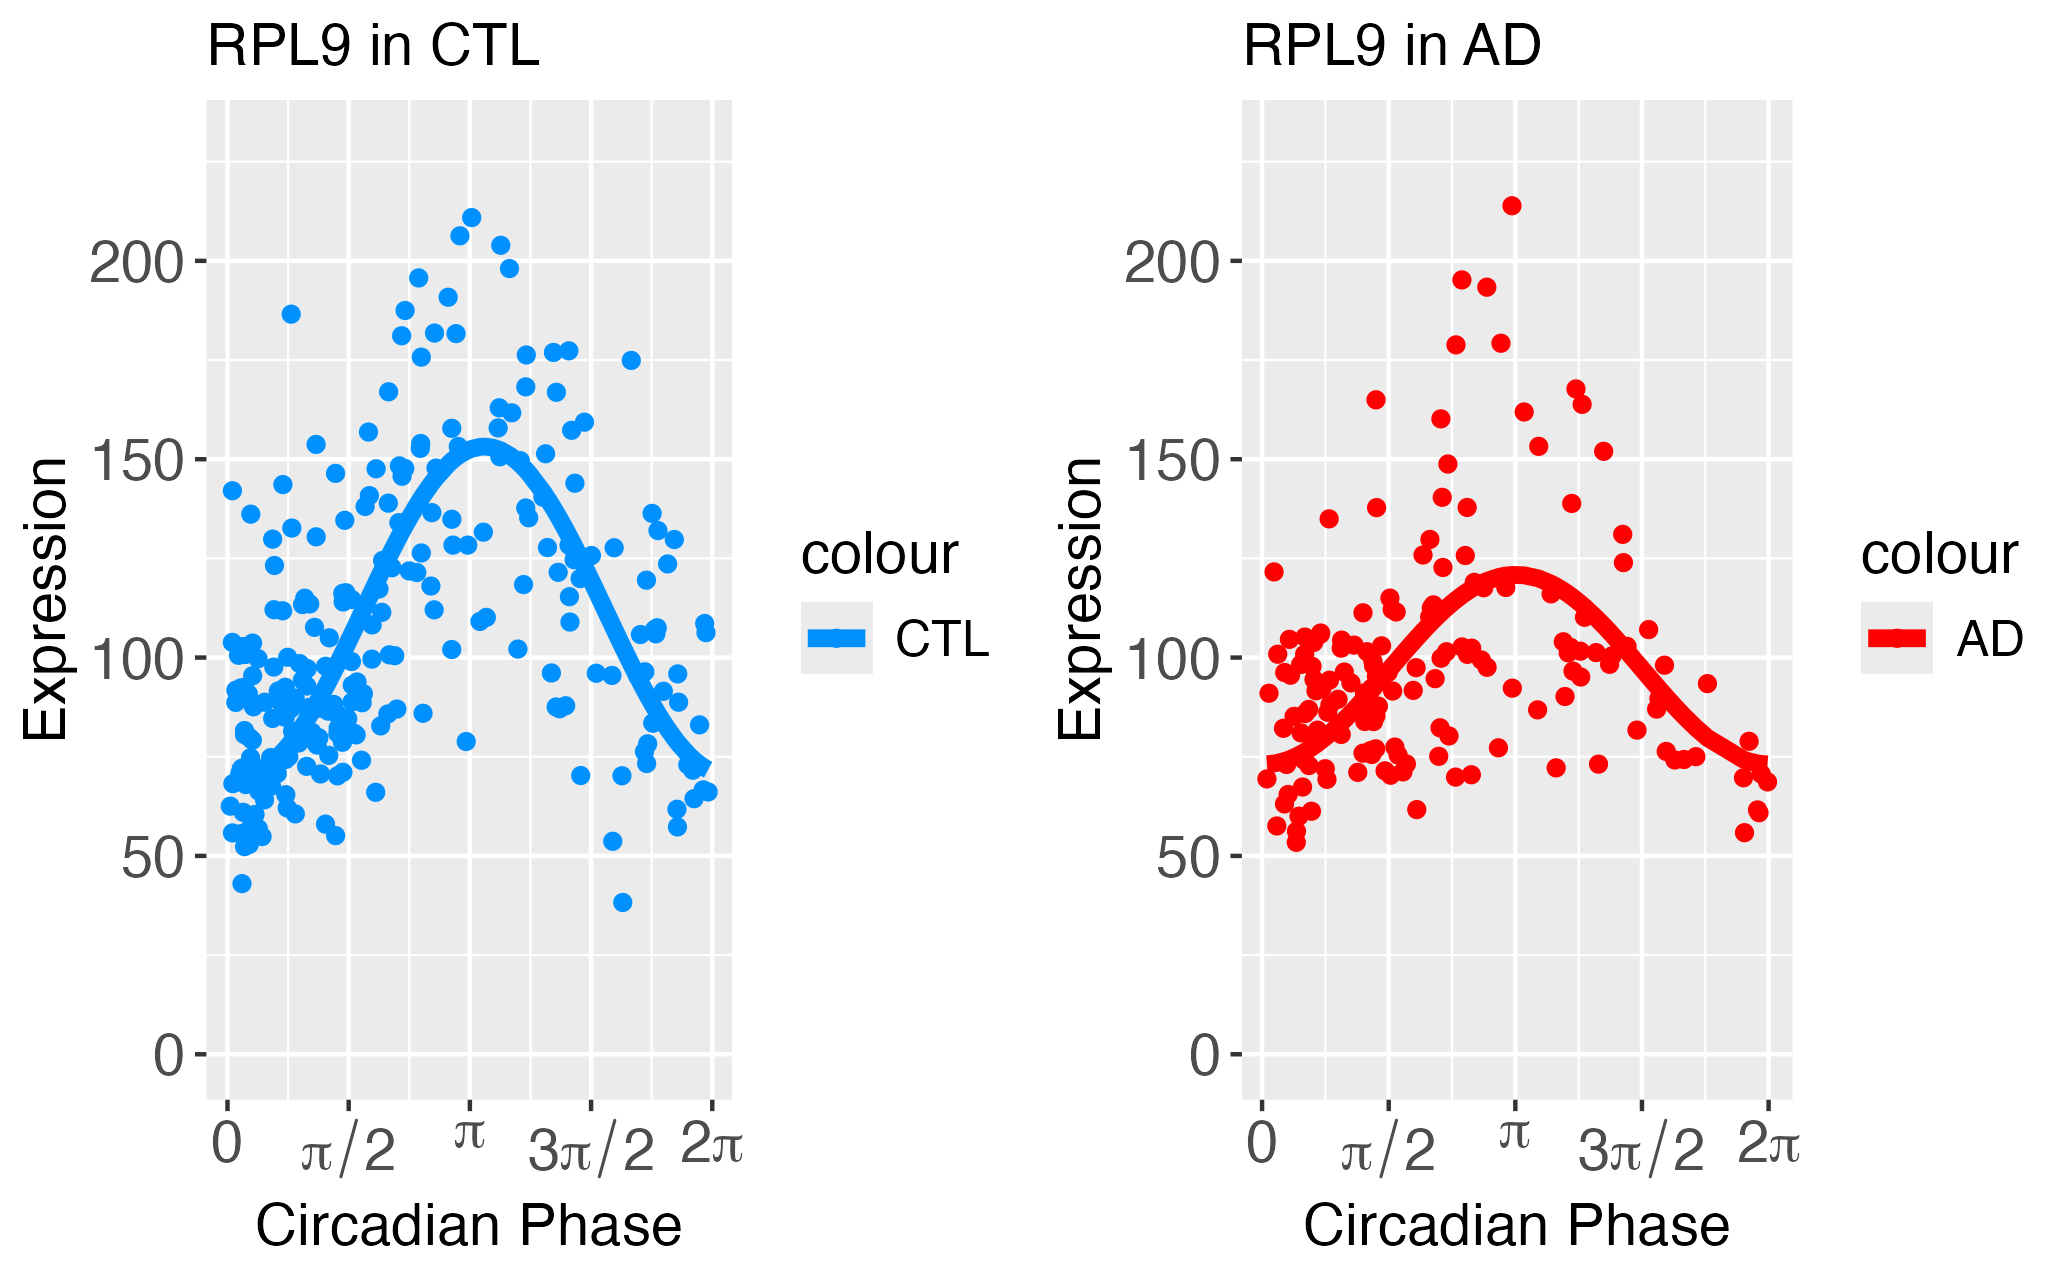 RPL9 in CTL
Expression
200
150
100
50
0
0 π/2 π 3π/2 2π
Circadian Phase
colour
CTL
RPL9 in AD
Expression
200
150
100
50
0
0 π/2 π 3π/2 2π
Circadian Phase
colour
AD